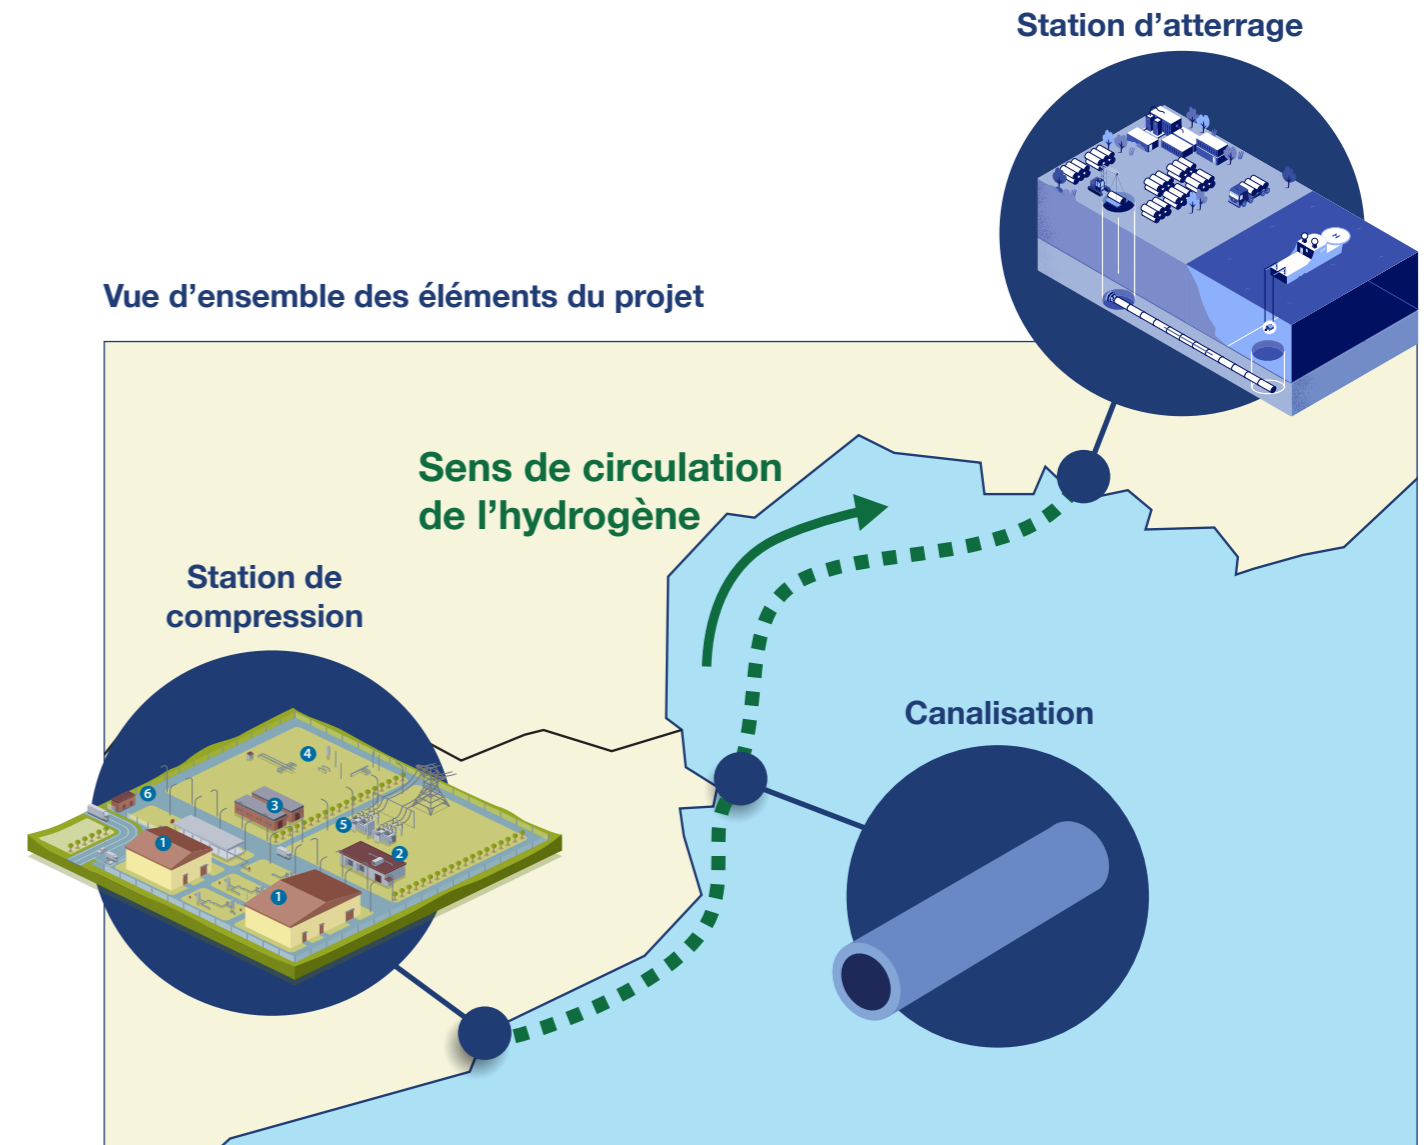 Station d’atterrage
Vue d’ensemble des éléments du projet
Sens de circulation
de l’hydrogène
Station de
compression
Canalisation
4
6
3
5
1
2
1
H